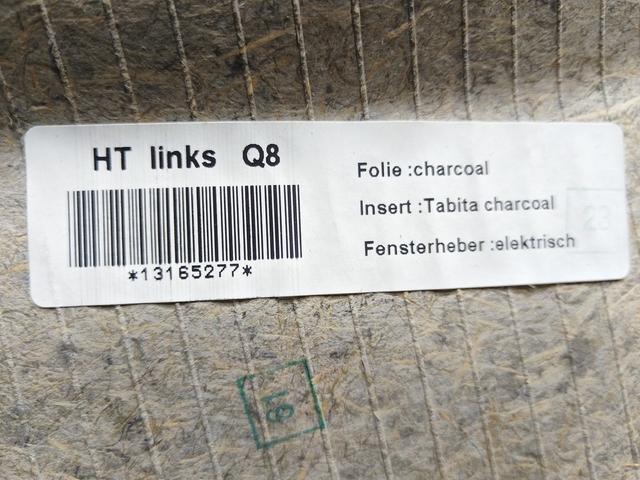 HT links Q8
*13165277*
Folie :charcoal
Insert :Tabita charcoal
Fensterheber :elektrisch
23
19